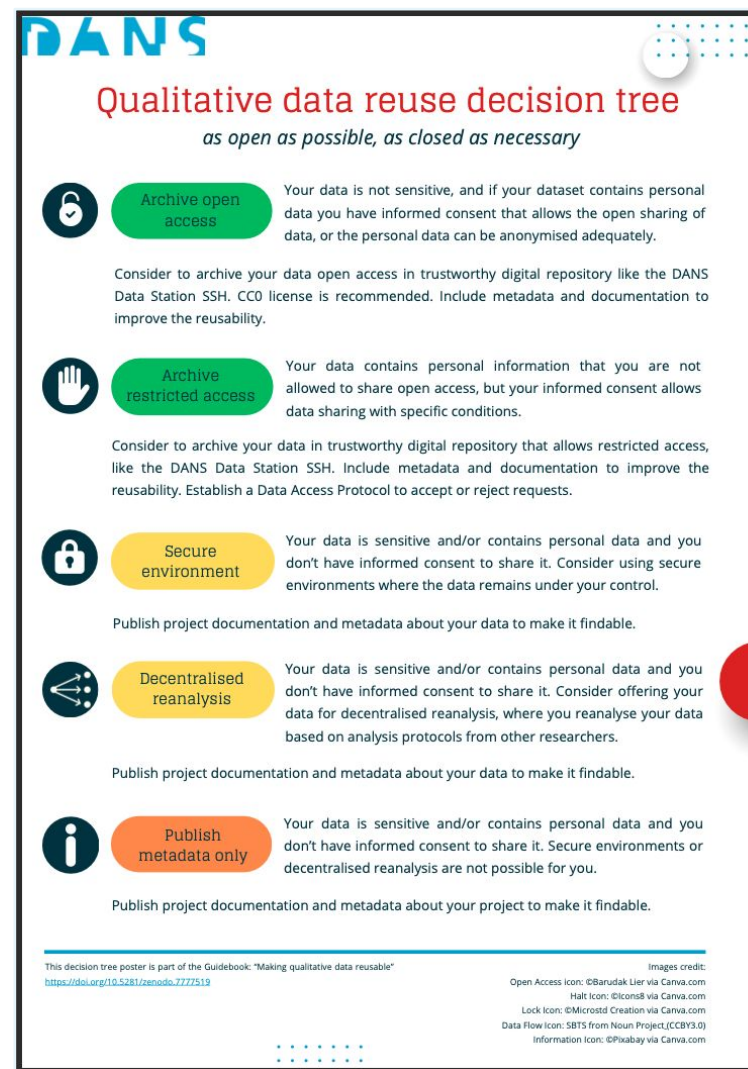 DANS
Qualitative data reuse decision tree
as open as possible, as closed as necessary
Archive open
access
Your data is not sensitive, and if your dataset contains personal
data you have informed consent that allows the open sharing of
data, or the personal data can be anonymised adequately.
Consider to archive your data open access in trustworthy digital repository like the DANS
Data Station SSH. CC0 license is recommended. Include metadata and documentation to
improve the reusability.
Archive
restricted access
Your data contains personal information that you are not
allowed to share open access, but your informed consent allows
data sharing with specific conditions.
Consider to archive your data in trustworthy digital repository that allows restricted access,
like the DANS Data Station SSH. Include metadata and documentation to improve the
reusability. Establish a Data Access Protocol to accept or reject requests.
Secure
environment
Your data is sensitive and/or contains personal data and you
don’t have informed consent to share it. Consider using secure
environments where the data remains under your control.
Publish project documentation and metadata about your data to make it findable.
Decentralised
reanalysis
Your data is sensitive and/or contains personal data and you
don’t have informed consent to share it. Consider offering your
data for decentralised reanalysis, where you reanalyse your data
based on analysis protocols from other researchers.
Publish project documentation and metadata about your data to make it findable.
Publish
metadata only
Your data is sensitive and/or contains personal data and you
don’t have informed consent to share it. Secure environments or
decentralised reanalysis are not possible for you.
Publish project documentation and metadata about your project to make it findable.
This decision tree poster is part of the Guidebook: “Making qualitative data reusable”
https://doi.org/10.5281/zenodo.7777519
Images credit:
Open Access icon: ©Barudak Lier via Canva.com
Halt Icon: ©Icons8 via Canva.com
Lock Icon: ©Microstd Creation via Canva.com
Data Flow Icon: SBTS from Noun Project,(CCBY3.0)
Information Icon: ©Pixabay via Canva.com